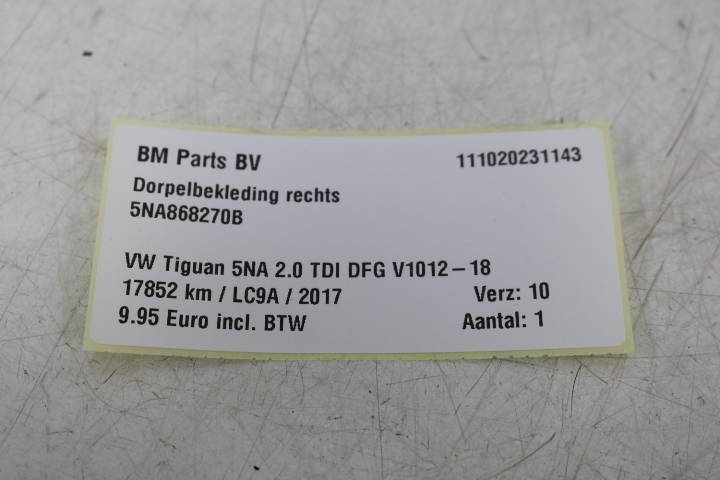 BM Parts BV 111020231143
Dorpelbekleding rechts
5NA868270B
VW Tiguan 5NA 2.0 TDI DFG V1012-18
17852 km / LC9A / 2017 Verz: 10
9.95 Euro incl. BTW Aantal: 1